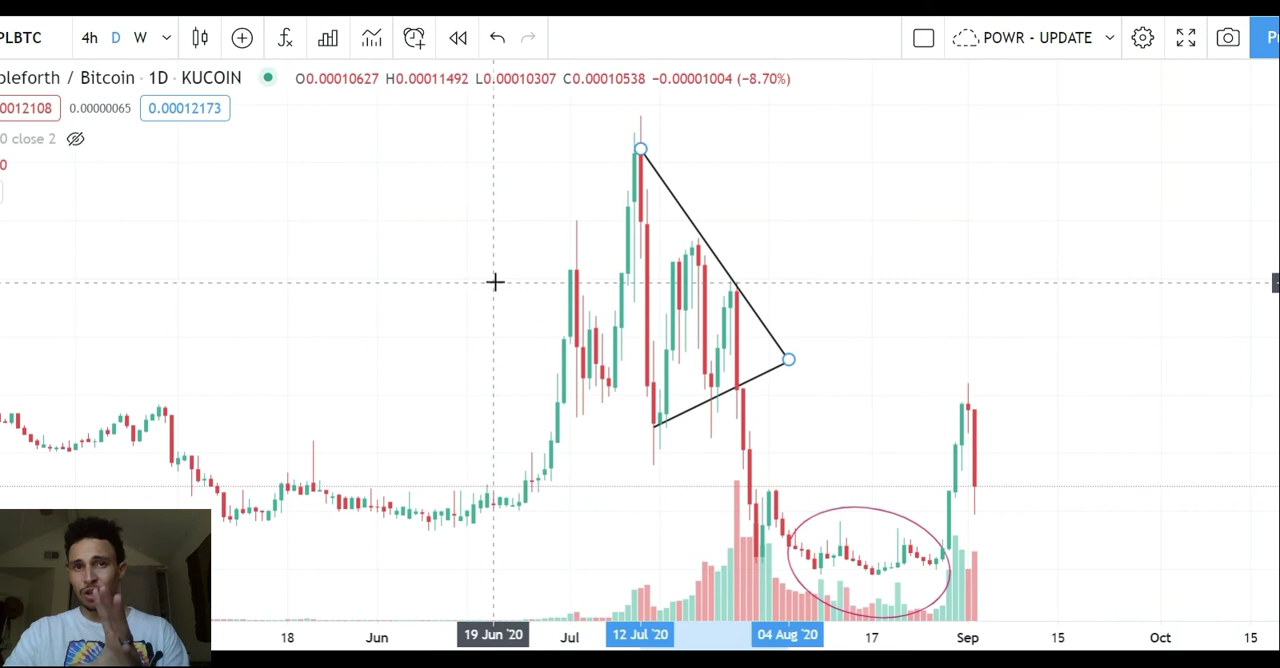 PLBTC 4h D W POWR - UPDATE P
pleforth / Bitcoin · 1D · KUCOIN O0.00010627 H0.00011492 L0.00010307 C0.00010538 −0.00001004 (−8.70%)
0012108 0.00000065 0.00012173
0 close 2
0
18 Jun 19 Jun '20 Jul 12 Jul '20 04 Aug '20 17 Sep 15 Oct 15